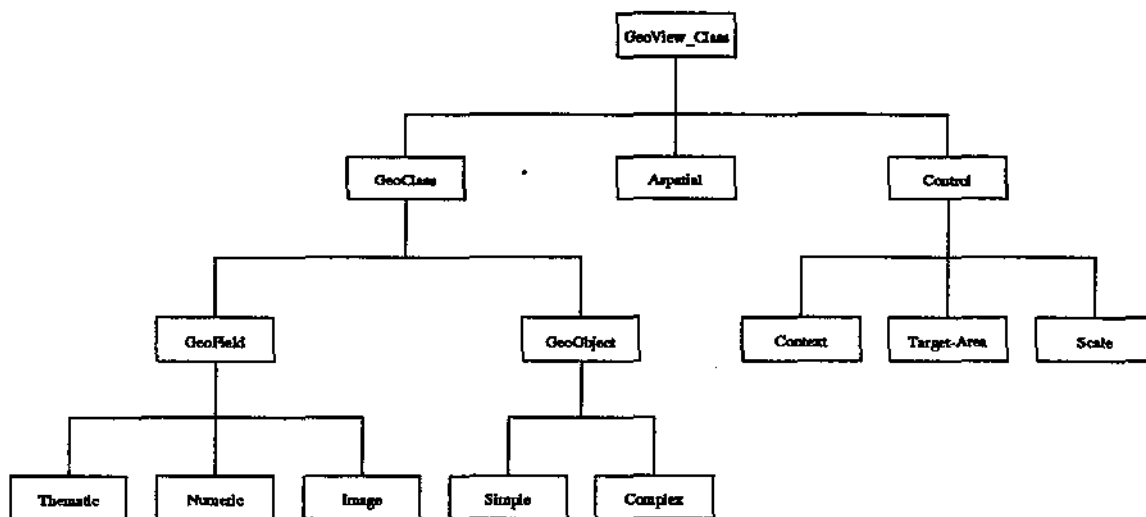 GeoView_Class
GeoClass
Aspatial
Control
GeoField
GeoObject
Context
Target-Area
Scale
Thematic
Numeric
Image
Simple
Complex